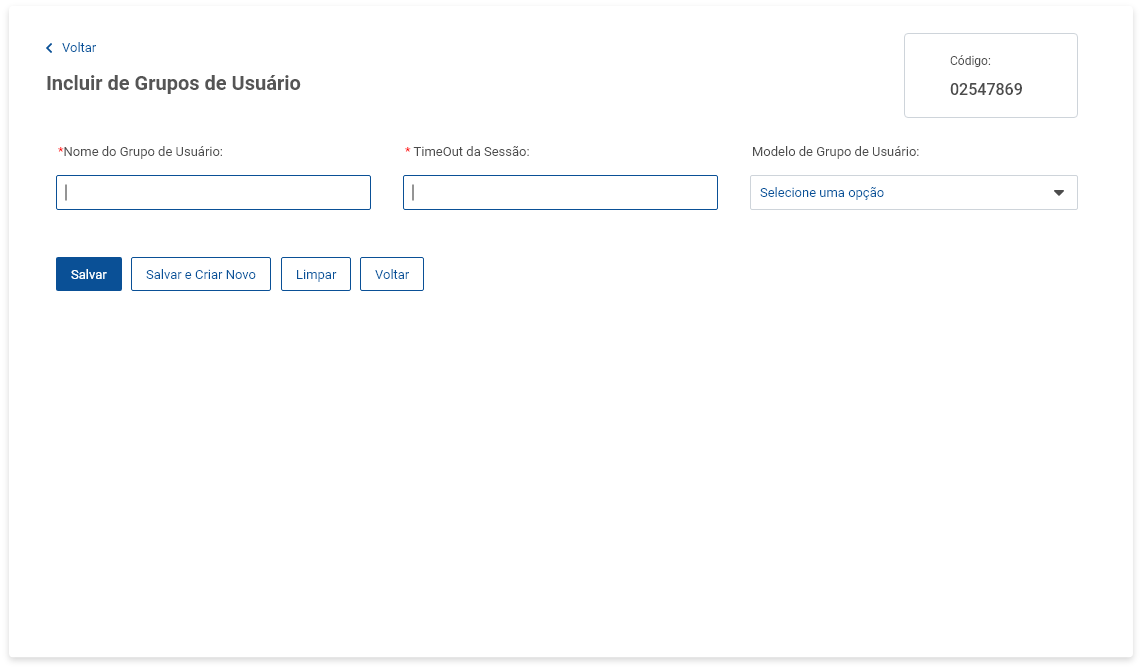 Voltar
Incluir de Grupos de Usuário
Código:
02547869
*Nome do Grupo de Usuário:
* TimeOut da Sessão:
Modelo de Grupo de Usuário:
Selecione uma opção
Salvar
Salvar e Criar Novo
Limpar
Voltar